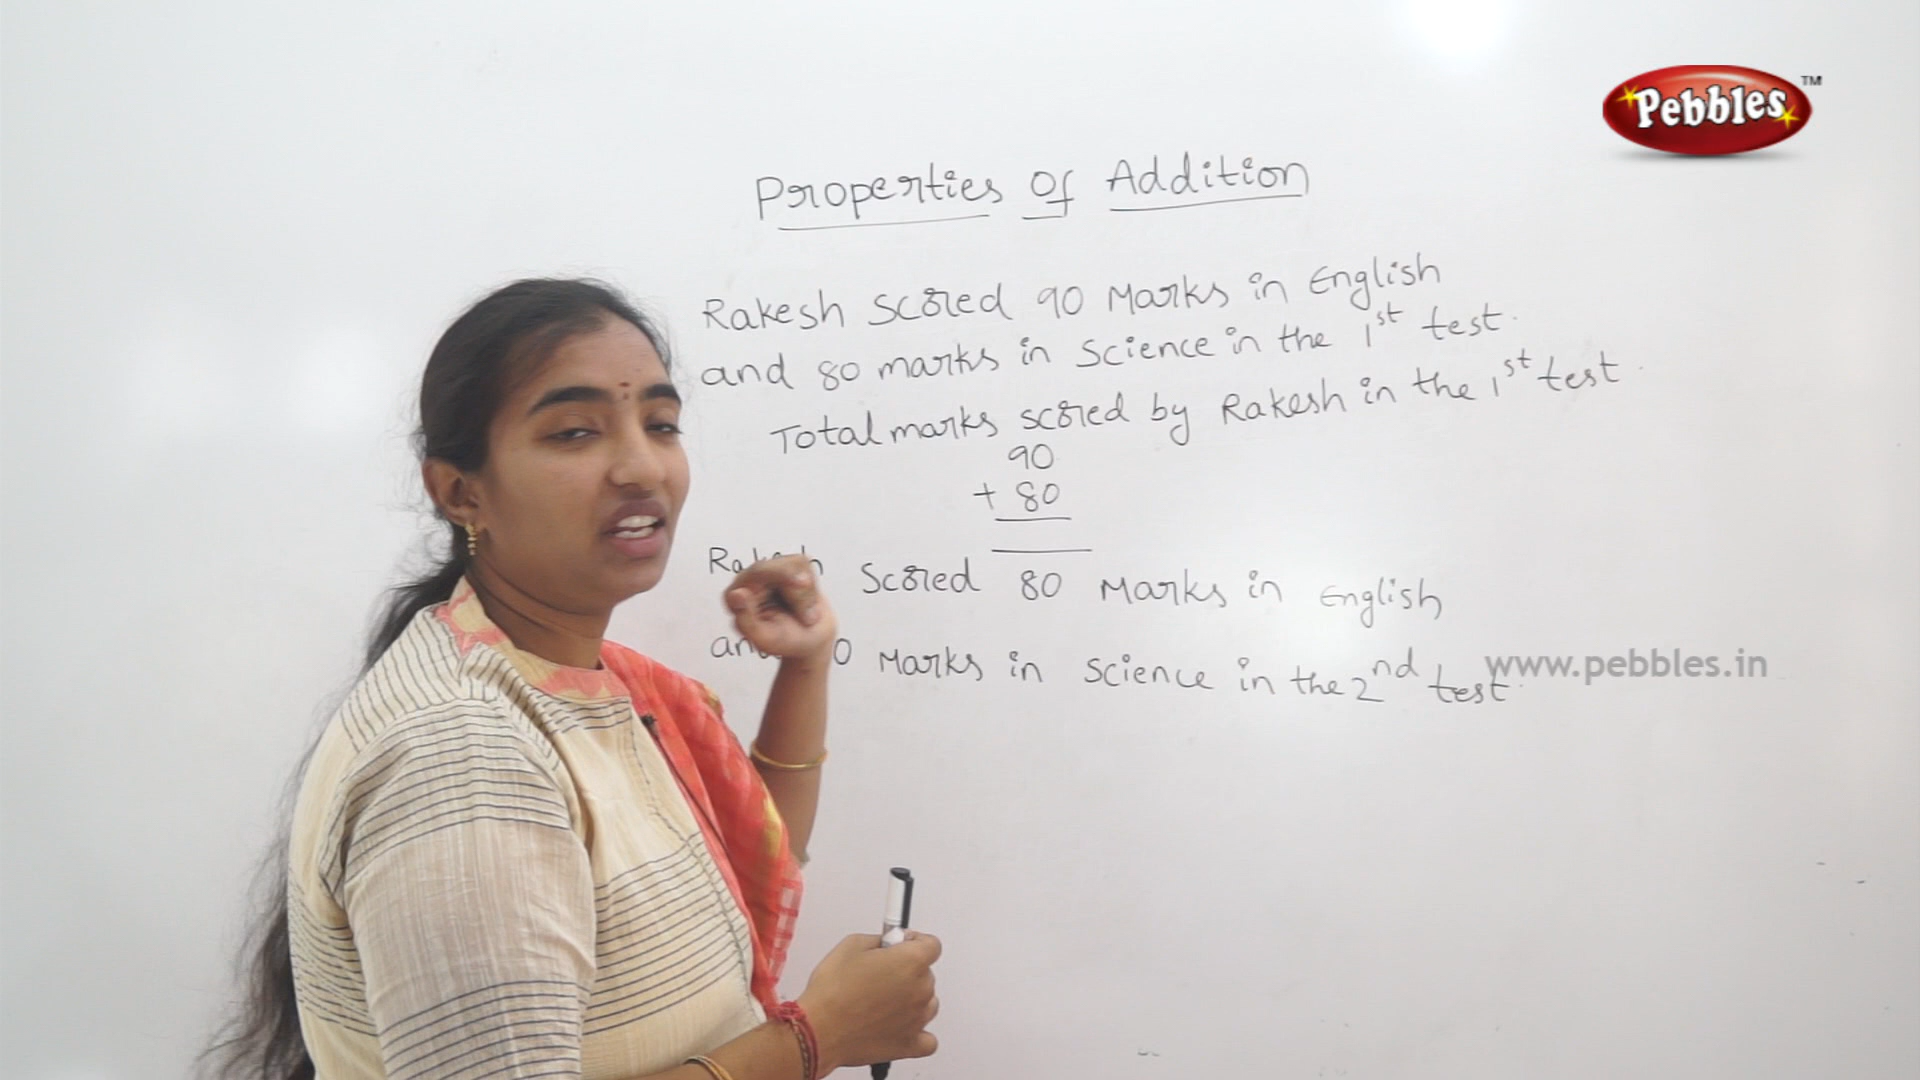 Pebbles TM
Properties Of Addition
Rakesh scored 90 Marks in English
and 80 marks in Science in the 1st test.
Total marks scored by Rakesh in the 1st test.
90
+ 80
Scored 80 Marks in English
Marks in Science in the 2nd test.
www.pebbles.in